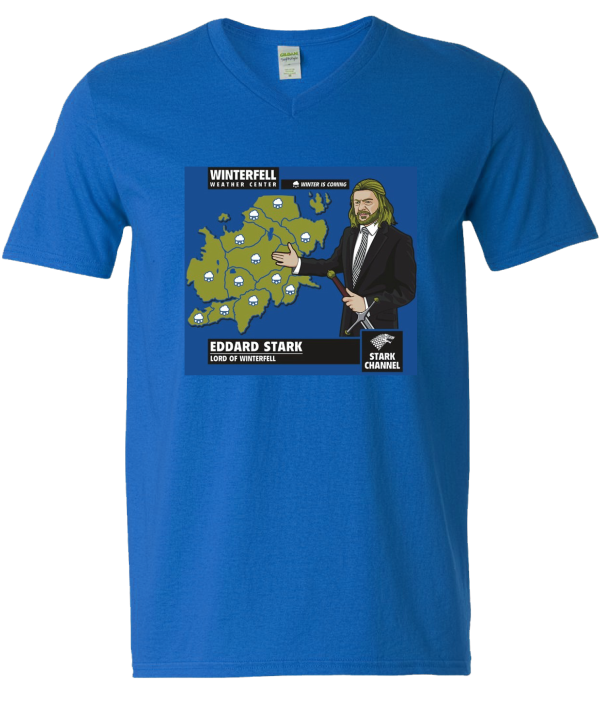 WINTERFELL
WEATHER CENTER
WINTER IS COMING
EDDARD STARK
LORD OF WINTERFELL
STARK
CHANNEL